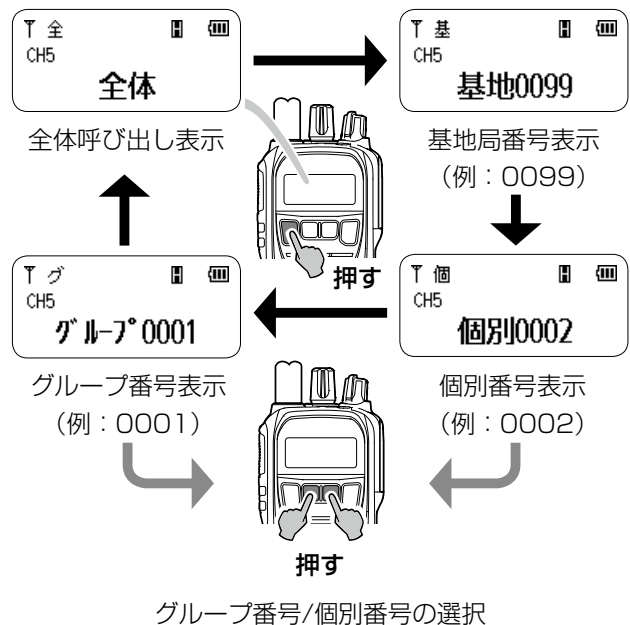 全
CH5
全体
全体呼び出し表示
基
CH5
基地0099
基地局番号表示
（例：0099）
押す
グ
CH5
ｸﾞﾙｰﾌﾟ0001
グループ番号表示
（例：0001）
個
CH5
個別0002
個別番号表示
（例：0002）
押す
グループ番号/個別番号の選択